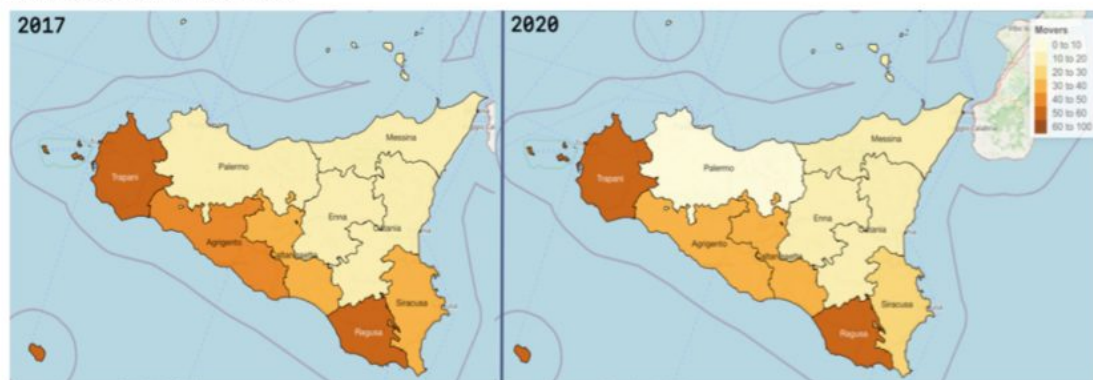 2017
Messina
Palermo
Trapani
Enna
Catania
Agrigento
Caltanissetta
Siracusa
Ragusa
2020
Movers
0 to 10
10 to 20
20 to 30
30 to 40
40 to 50
50 to 60
60 to 100
Messina
Palermo
Trapani
Enna
Catania
Agrigento
Caltanissetta
Siracusa
Ragusa